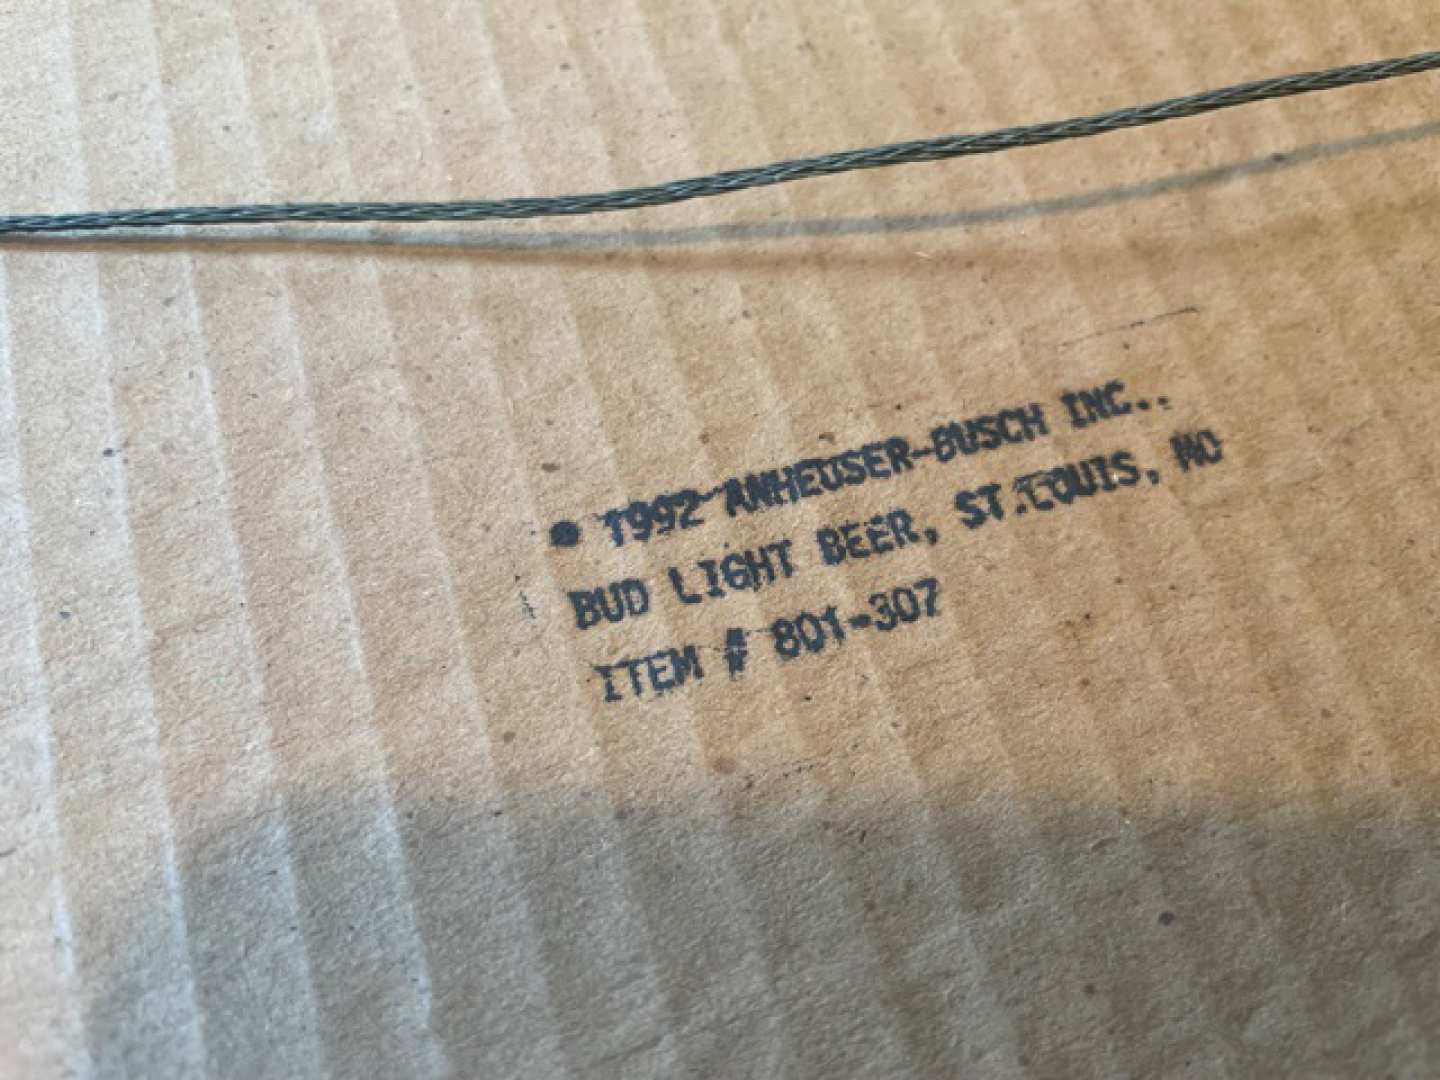 ● 1992 ANHEUSER-BUSCH INC..
BUD LIGHT BEER, ST.LOUIS, MO
ITEM # 801-307